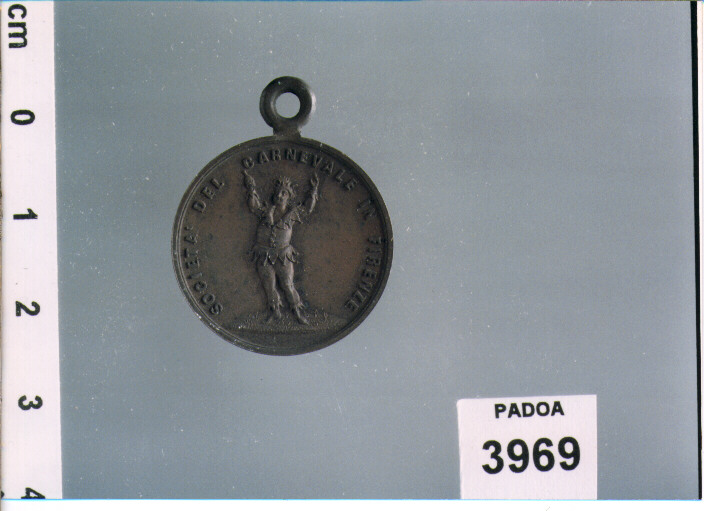 cm
0
1
2
3
4
SOCIETA' DEL CARNEVALE IN FIRENZE
PADOA
3969